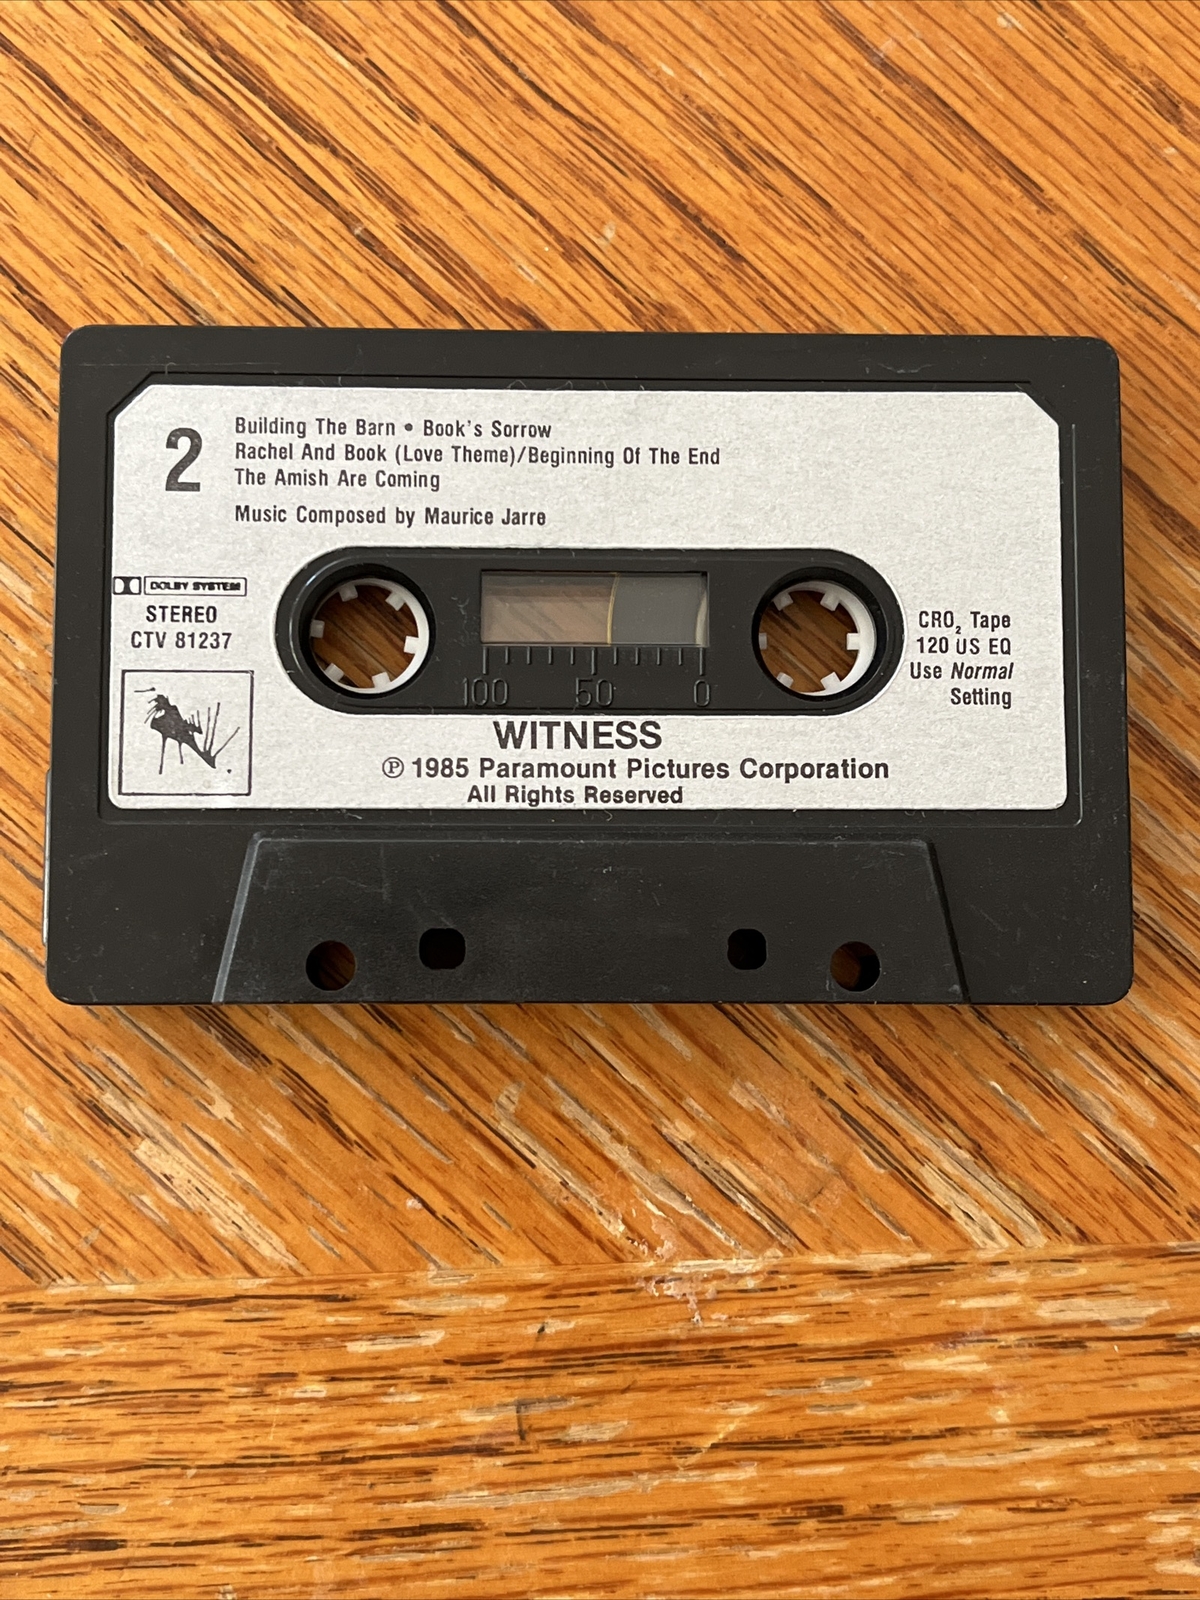 2
Building The Barn • Book's Sorrow
Rachel And Book (Love Theme)/Beginning Of The End
The Amish Are Coming
Music Composed by Maurice Jarre
DOLBY SYSTEM
STEREO
CTV 81237
CRO₂ Tape
120 US EQ
Use Normal
Setting
100 50 0
WITNESS
℗ 1985 Paramount Pictures Corporation
All Rights Reserved